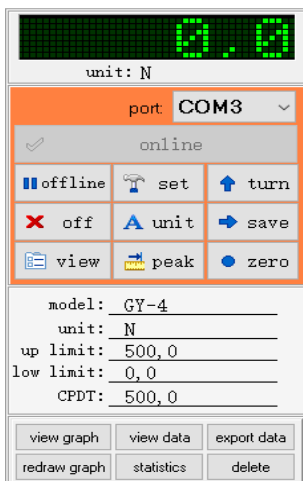 0,0
unit: N
port: COM3
online
offline set turn
off unit save
view peak zero
model: GY-4
unit: N
up limit: 500,0
low limit: 0,0
CPDT: 500,0
view graph view data export data
redraw graph statistics delete